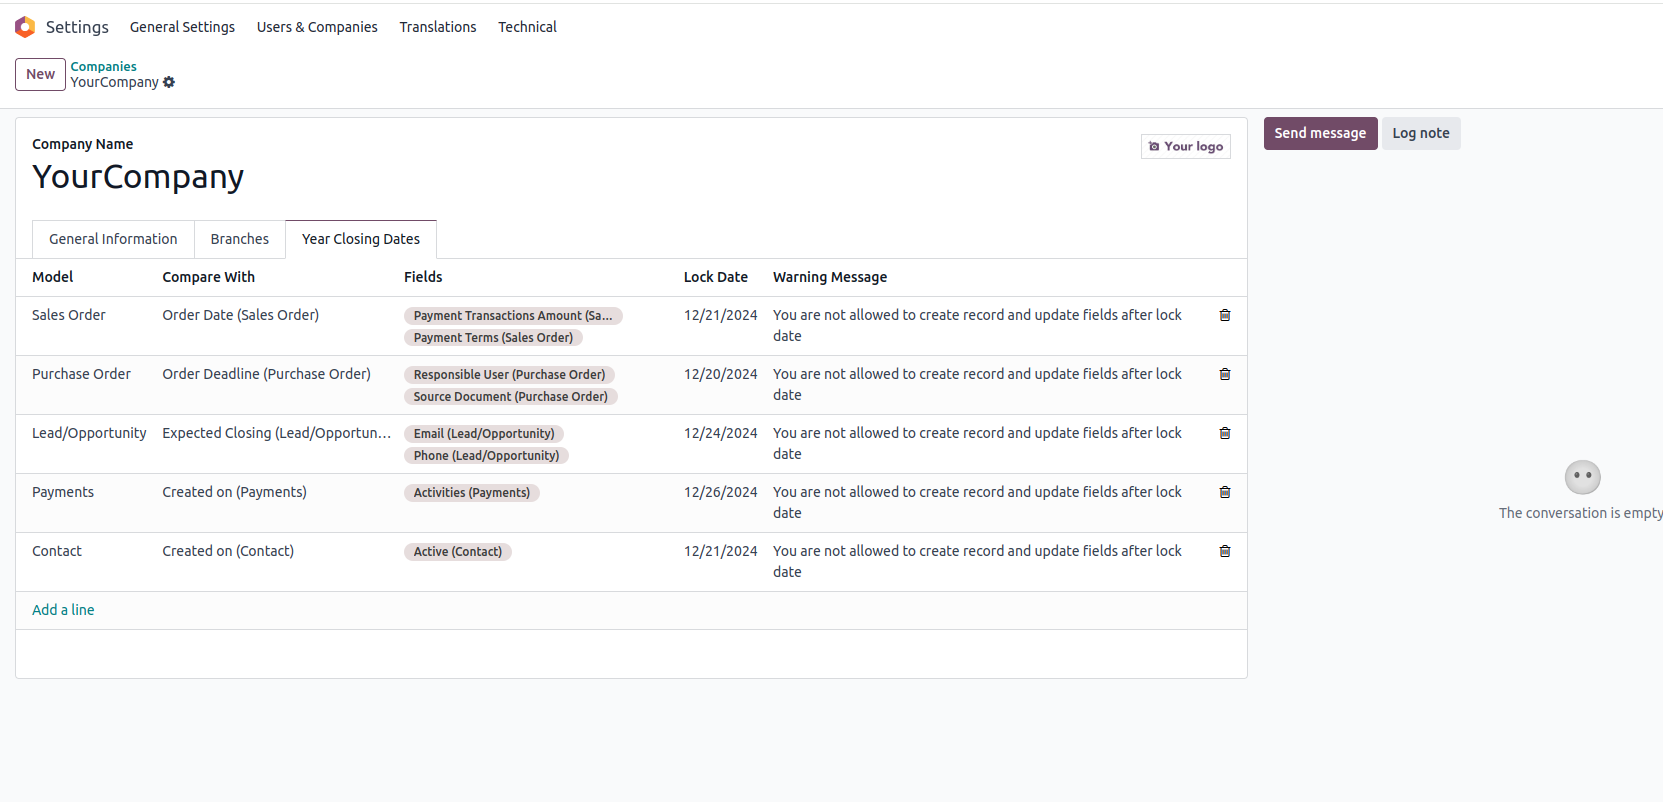 Settings General Settings Users & Companies Translations Technical
New
Companies
YourCompany
Company Name
YourCompany
Your logo
Send message Log note
General Information Branches Year Closing Dates
Model Compare With Fields Lock Date Warning Message
Sales Order Order Date (Sales Order) Payment Transactions Amount (Sa... 12/21/2024 You are not allowed to create record and update fields after lock
Payment Terms (Sales Order) date
Purchase Order Order Deadline (Purchase Order) Responsible User (Purchase Order) 12/20/2024 You are not allowed to create record and update fields after lock
Source Document (Purchase Order) date
Lead/Opportunity Expected Closing (Lead/Opportun... Email (Lead/Opportunity) 12/24/2024 You are not allowed to create record and update fields after lock
Phone (Lead/Opportunity) date
Payments Created on (Payments) Activities (Payments) 12/26/2024 You are not allowed to create record and update fields after lock
date
Contact Created on (Contact) Active (Contact) 12/21/2024 You are not allowed to create record and update fields after lock
date
Add a line
The conversation is empty